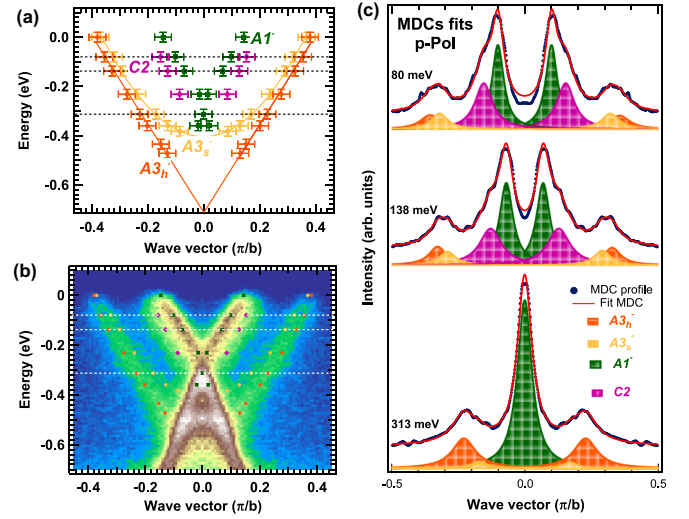 (a)
Energy (eV)
0.0
-0.2
-0.4
-0.6
A1-
C2
A3s-
A3h-
-0.4 -0.2 0.0 0.2 0.4
Wave vector (π/b)
(b)
Energy (eV)
0.0
-0.2
-0.4
-0.6
-0.4 -0.2 0.0 0.2 0.4
Wave vector (π/b)
(c)
MDCs fits
p-Pol
80 meV
138 meV
313 meV
Intensity (arb. units)
MDC profile
Fit MDC
A3h-
A3s-
A1-
C2
-0.5 0.0 0.5
Wave vector (π/b)